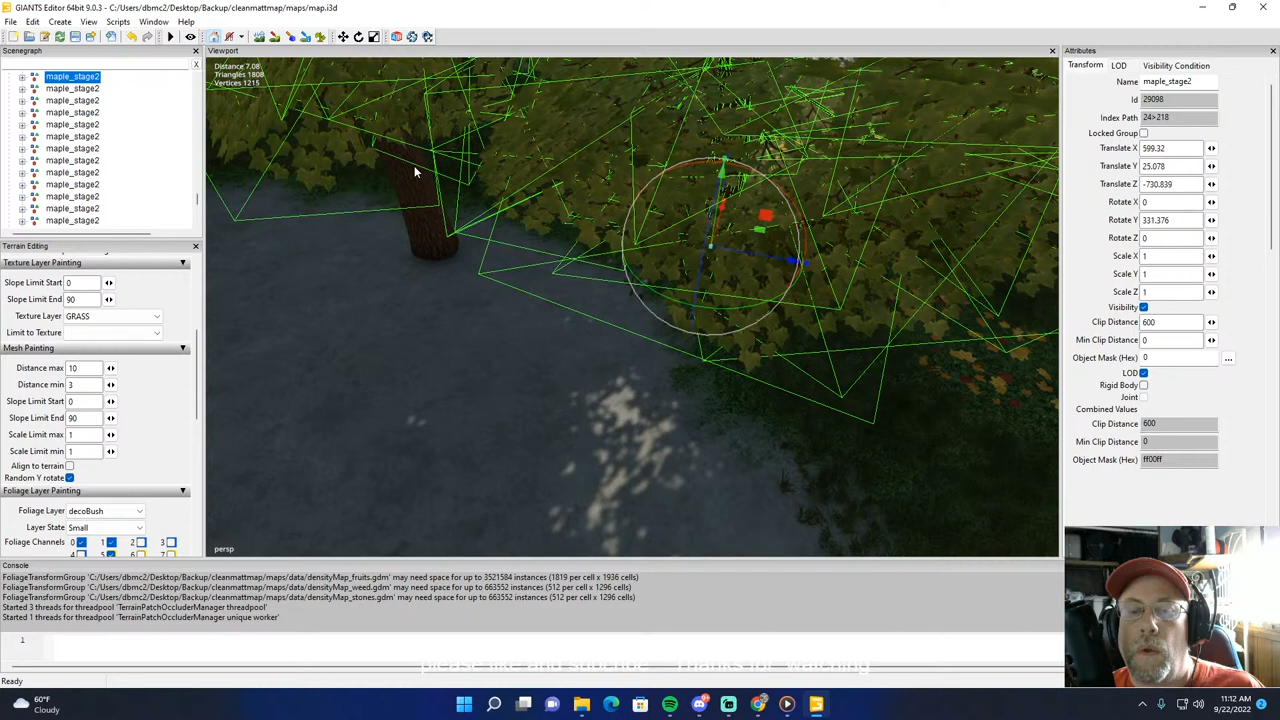 GIANTS Editor 64bit 9.0.3 - C:/Users/dbmc2/Desktop/Backup/cleanmattmap/maps/map.i3d
File Edit Create View Scripts Window Help
Scenegraph
X
maple_stage2
maple_stage2
maple_stage2
maple_stage2
maple_stage2
maple_stage2
maple_stage2
maple_stage2
maple_stage2
maple_stage2
maple_stage2
maple_stage2
maple_stage2
Terrain Editing
Texture Layer Painting
Slope Limit Start 0
Slope Limit End 90
Texture Layer GRASS
Limit to Texture
Mesh Painting
Distance max 10
Distance min 3
Slope Limit Start 0
Slope Limit End 90
Scale Limit max 1
Scale Limit min 1
Align to terrain
Random Y rotate
Foliage Layer Painting
Foliage Layer decoBush
Layer State Small
Foliage Channels 0 1 2 3
4 5 6 7
Viewport
Distance 7.08
Triangles 1808
Vertices 1215
persp
Attributes
Transform LOD Visibility Condition
Name maple_stage2
Id 29098
Index Path 24>218
Locked Group
Translate X 599.32
Translate Y 25.078
Translate Z -730.839
Rotate X 0
Rotate Y 331.376
Rotate Z 0
Scale X 1
Scale Y 1
Scale Z 1
Visibility
Clip Distance 600
Min Clip Distance 0
Object Mask (Hex) 0 ...
LOD
Rigid Body
Joint
Combined Values
Clip Distance 600
Min Clip Distance 0
Object Mask (Hex) ff00ff
Console
FoliageTransformGroup 'C:/Users/dbmc2/Desktop/Backup/cleanmattmap/maps/data/densityMap_fruits.gdm' may need space for up to 3521584 instances (1819 per cell x 1936 cells)
FoliageTransformGroup 'C:/Users/dbmc2/Desktop/Backup/cleanmattmap/maps/data/densityMap_weed.gdm' may need space for up to 663552 instances (512 per cell x 1296 cells)
FoliageTransformGroup 'C:/Users/dbmc2/Desktop/Backup/cleanmattmap/maps/data/densityMap_stones.gdm' may need space for up to 663552 instances (512 per cell x 1296 cells)
Started 3 threads for threadpool 'TerrainPatchOccluderManager threadpool'
Started 1 threads for threadpool 'TerrainPatchOccluderManager unique worker'
1
please like and subcribe Thanks for watching
Ready
60°F
Cloudy
11:12 AM
9/22/2022
2